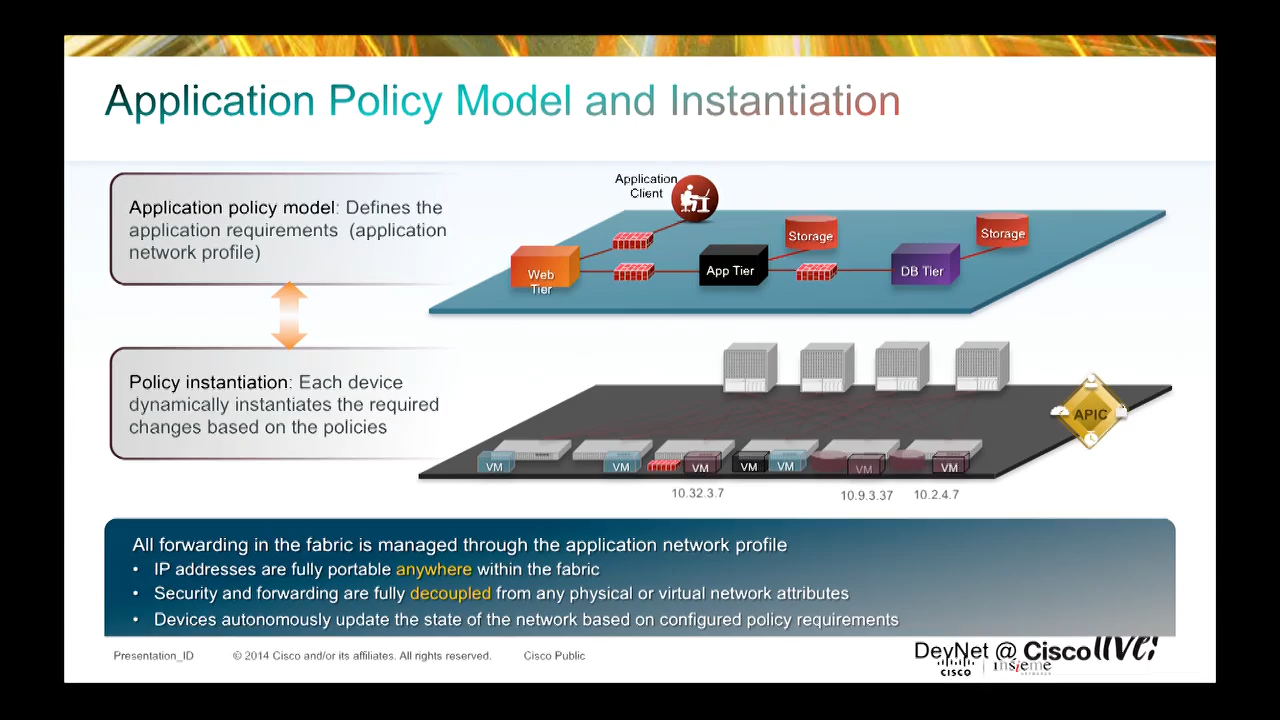 Application Policy Model and Instantiation
Application policy model: Defines the
application requirements (application
network profile)
Application
Client
Storage
Storage
Web
Tier
App Tier
DB Tier
Policy instantiation: Each device
dynamically instantiates the required
changes based on the policies
APIC
VM
VM
VM
VM
VM
VM
VM
10.32.3.7
10.9.3.37
10.2.4.7
All forwarding in the fabric is managed through the application network profile
• IP addresses are fully portable anywhere within the fabric
• Security and forwarding are fully decoupled from any physical or virtual network attributes
• Devices autonomously update the state of the network based on configured policy requirements
Presentation_ID
© 2014 Cisco and/or its affiliates. All rights reserved.
Cisco Public
DevNet @ Cisco live!
CISCO
insieme
NETWORKS